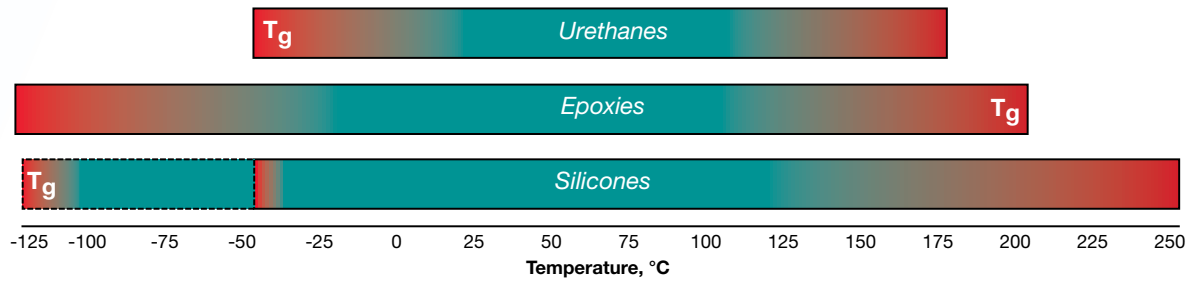 Tg
Urethanes
Epoxies
Tg
Tg
Silicones
-125 -100 -75 -50 -25 0 25 50 75 100 125 150 175 200 225 250
Temperature, °C